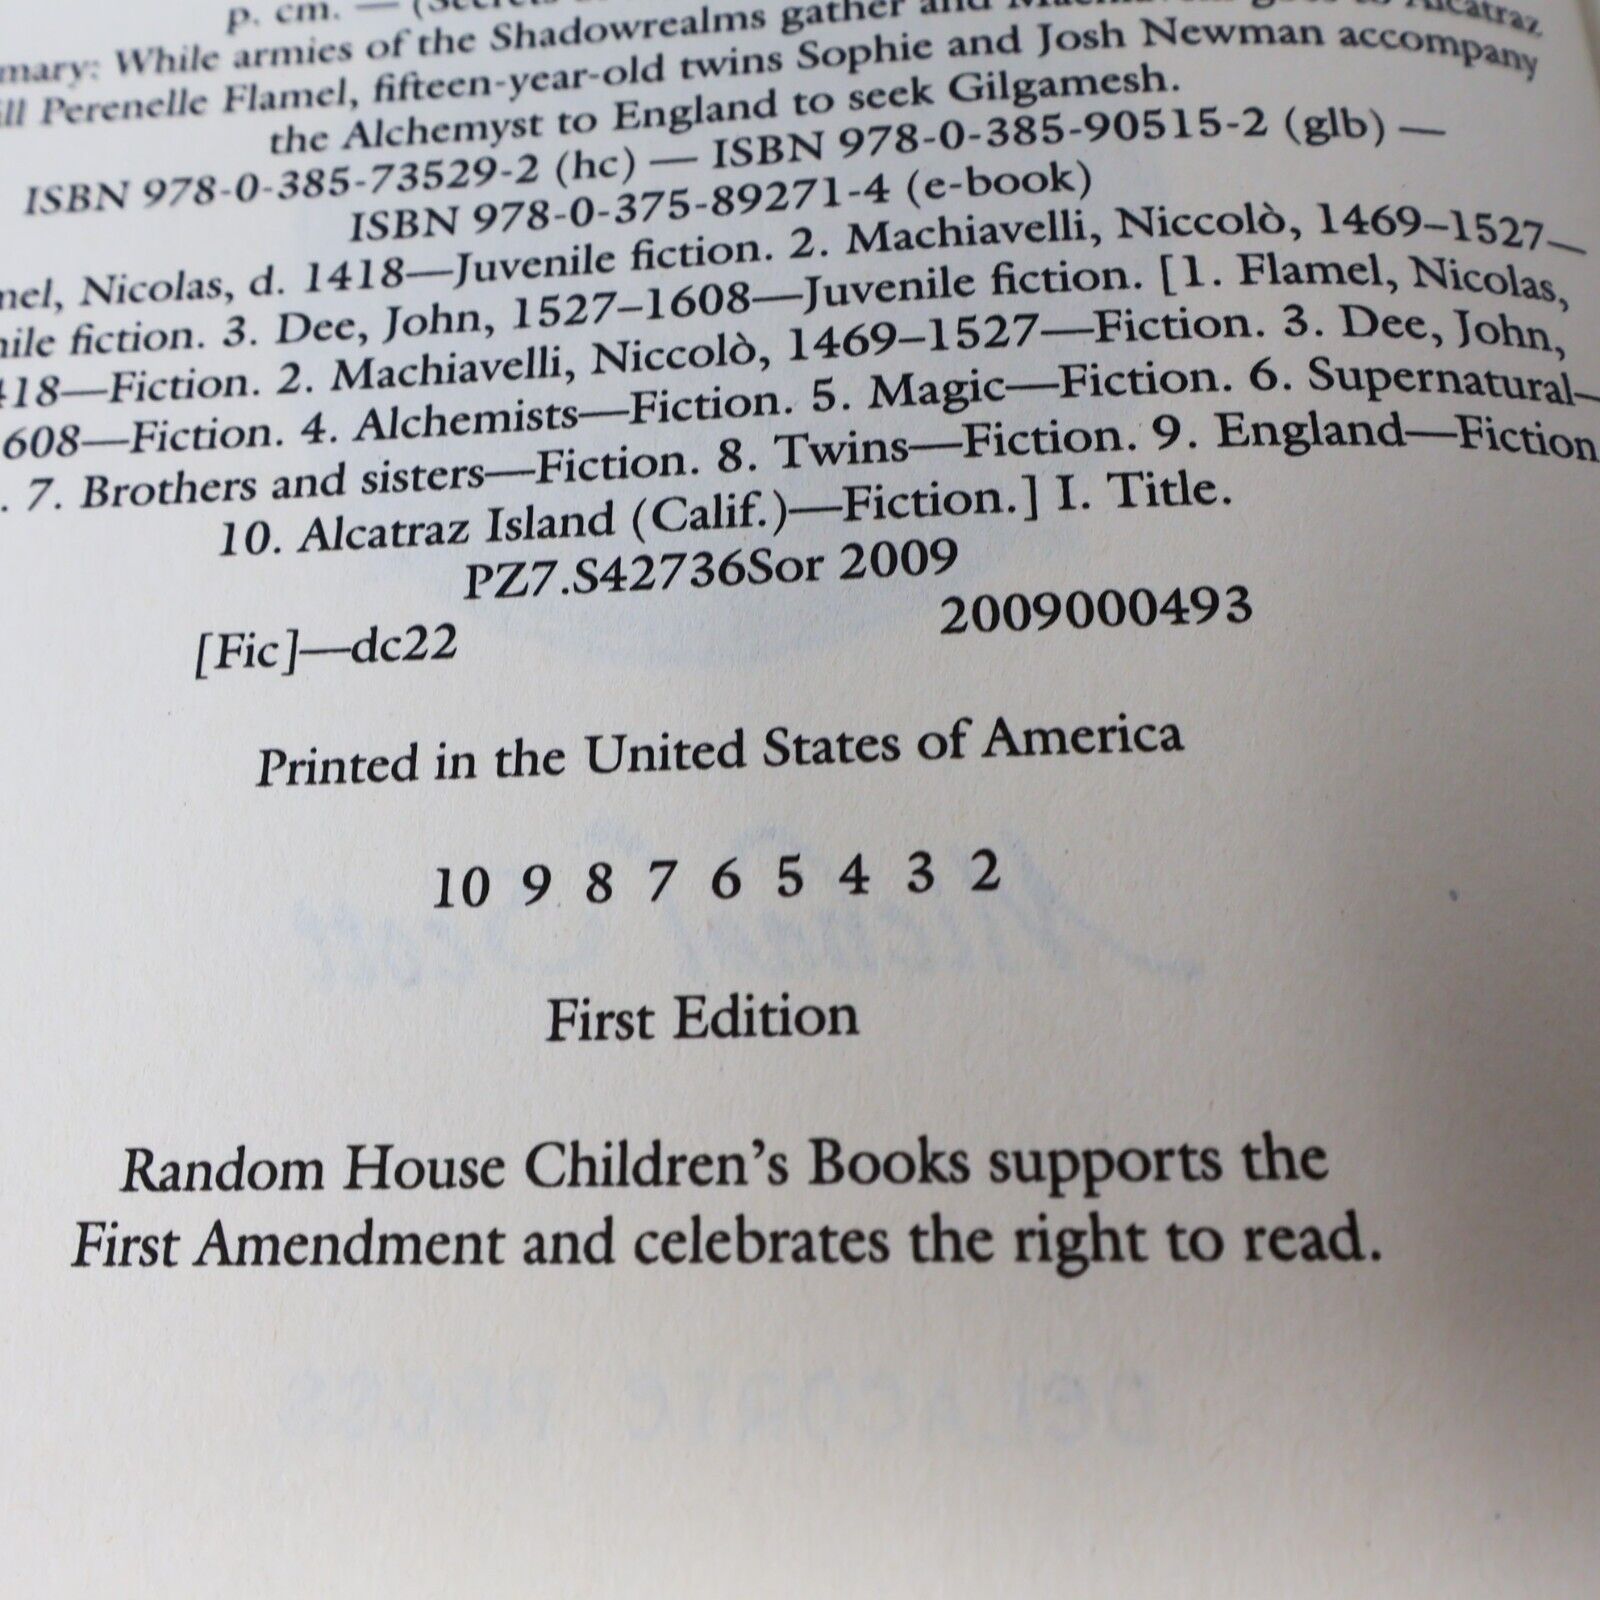 p. cm. — (Secrets
mary: While armies of the Shadowrealms gather and Machiavelli goes to Alcatraz
ill Perenelle Flamel, fifteen-year-old twins Sophie and Josh Newman accompany
the Alchemyst to England to seek Gilgamesh.
ISBN 978-0-385-73529-2 (hc) — ISBN 978-0-385-90515-2 (glb) —
ISBN 978-0-375-89271-4 (e-book)
mel, Nicolas, d. 1418—Juvenile fiction. 2. Machiavelli, Niccolò, 1469–1527—
nile fiction. 3. Dee, John, 1527–1608—Juvenile fiction. [1. Flamel, Nicolas,
418—Fiction. 2. Machiavelli, Niccolò, 1469–1527—Fiction. 3. Dee, John,
608—Fiction. 4. Alchemists—Fiction. 5. Magic—Fiction. 6. Supernatural—
. 7. Brothers and sisters—Fiction. 8. Twins—Fiction. 9. England—Fiction
10. Alcatraz Island (Calif.)—Fiction.] I. Title.
PZ7.S42736Sor 2009
[Fic]—dc22 2009000493
Printed in the United States of America
10 9 8 7 6 5 4 3 2
First Edition
Random House Children's Books supports the
First Amendment and celebrates the right to read.